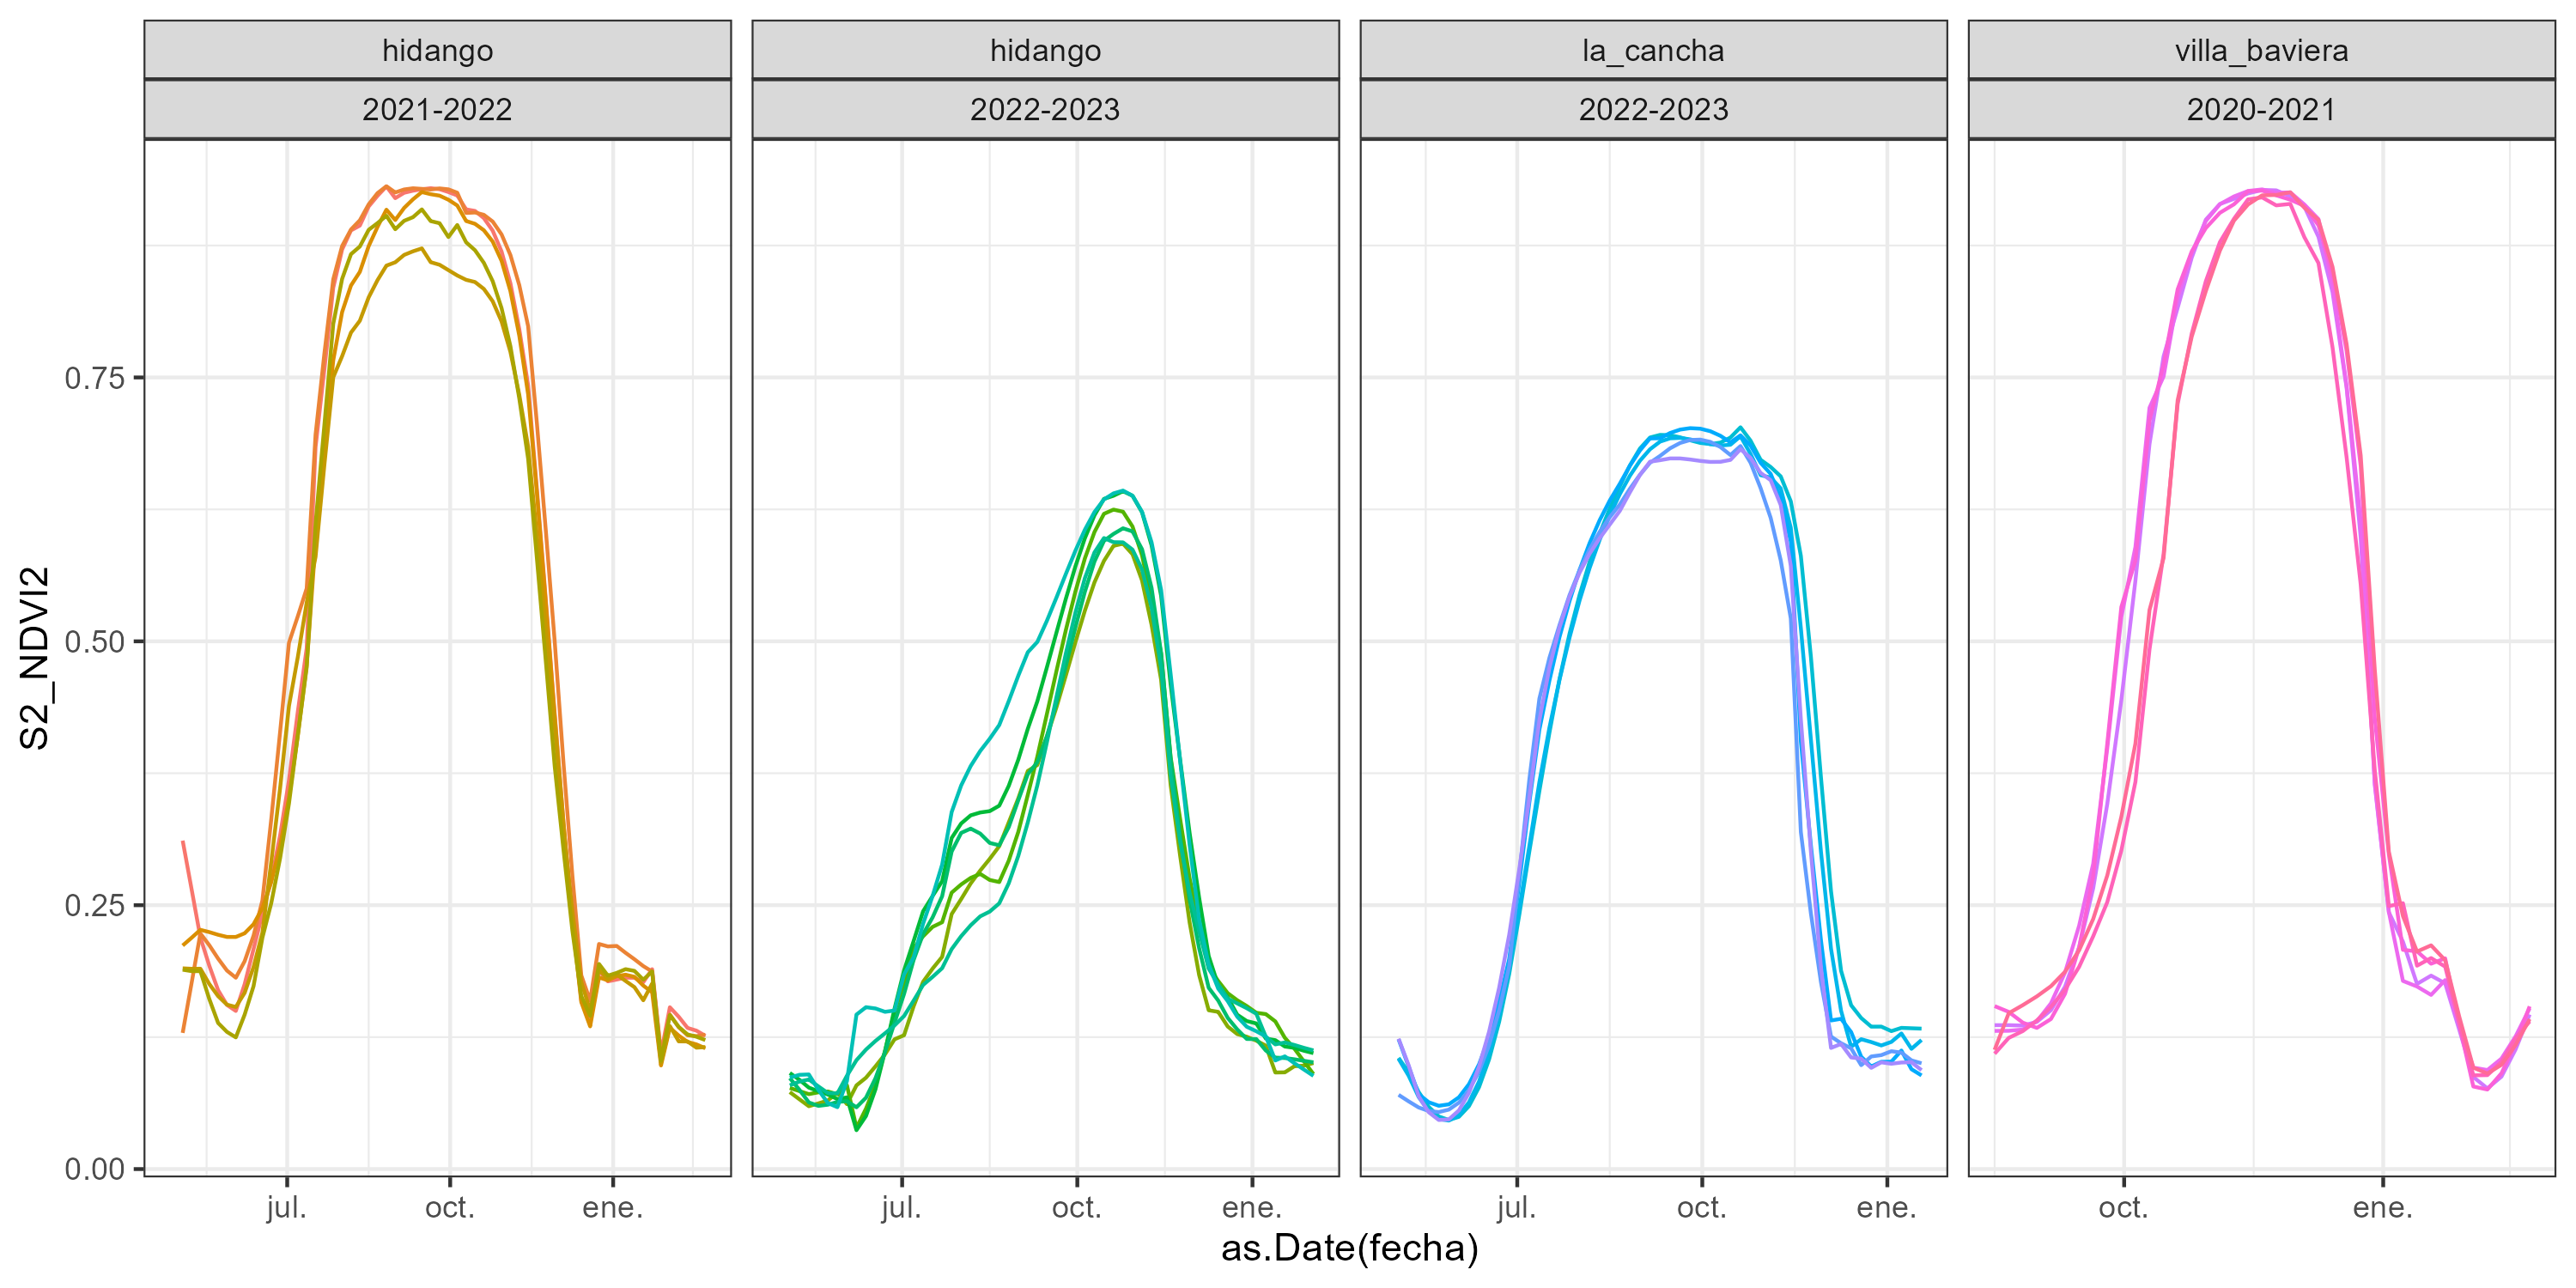 hidango
2021-2022
hidango
2022-2023
la_cancha
2022-2023
villa_baviera
2020-2021
S2_NDVI2
0.75
0.50
0.25
0.00
jul.
oct.
ene.
jul.
oct.
ene.
jul.
oct.
ene.
oct.
ene.
as.Date(fecha)